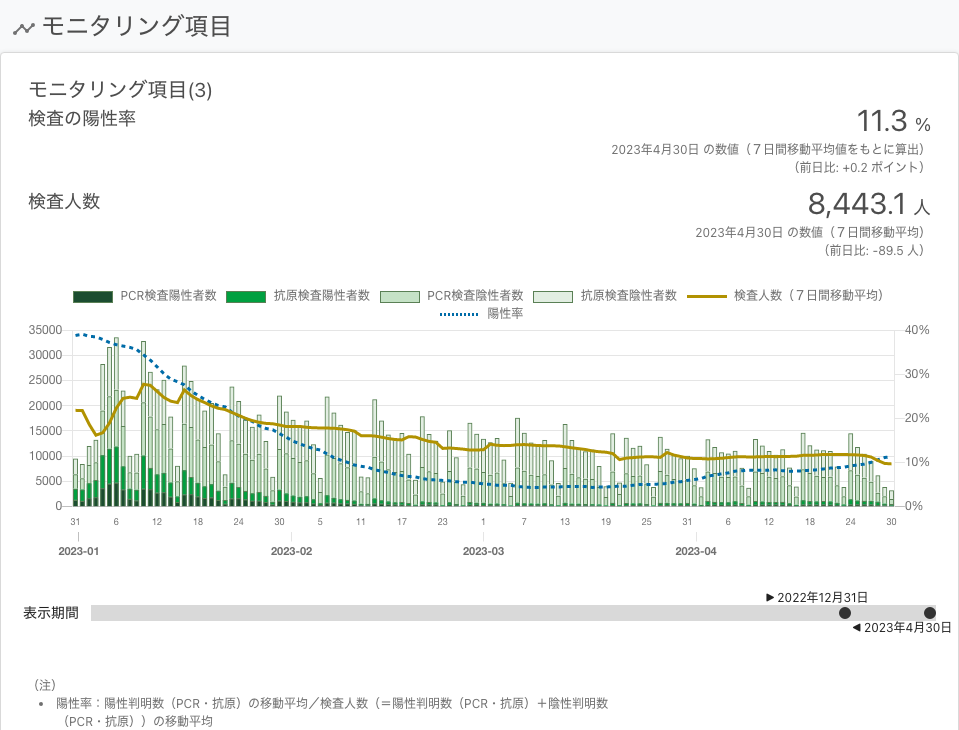 モニタリング項目
モニタリング項目(3)
検査の陽性率
11.3 %
2023年4月30日 の数値（７日間移動平均値をもとに算出）
（前日比: +0.2 ポイント）
検査人数
8,443.1 人
2023年4月30日 の数値（７日間移動平均）
（前日比: -89.5 人）
PCR検査陽性者数 抗原検査陽性者数 PCR検査陰性者数 抗原検査陰性者数 検査人数（７日間移動平均）
陽性率
35000 40%
30000
25000 30%
20000 20%
15000
10000 10%
5000
0 0%
31 6 12 18 24 30 5 11 17 23 1 7 13 19 25 31 6 12 18 24 30
2023-01 2023-02 2023-03 2023-04
▶ 2022年12月31日
表示期間
◀ 2023年4月30日
（注）
• 陽性率：陽性判明数（PCR・抗原）の移動平均／検査人数（＝陽性判明数（PCR・抗原）＋陰性判明数
（PCR・抗原））の移動平均